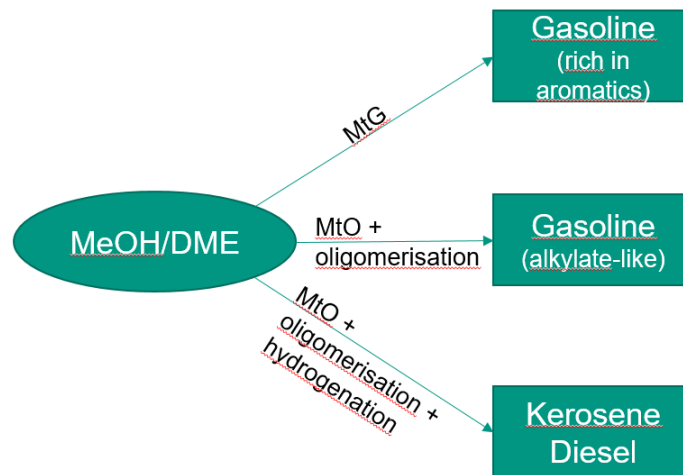 Gasoline
(rich in
aromatics)
MtG
MeOH/DME
MtO +
oligomerisation
Gasoline
(alkylate-like)
MtO +
oligomerisation +
hydrogenation
Kerosene
Diesel